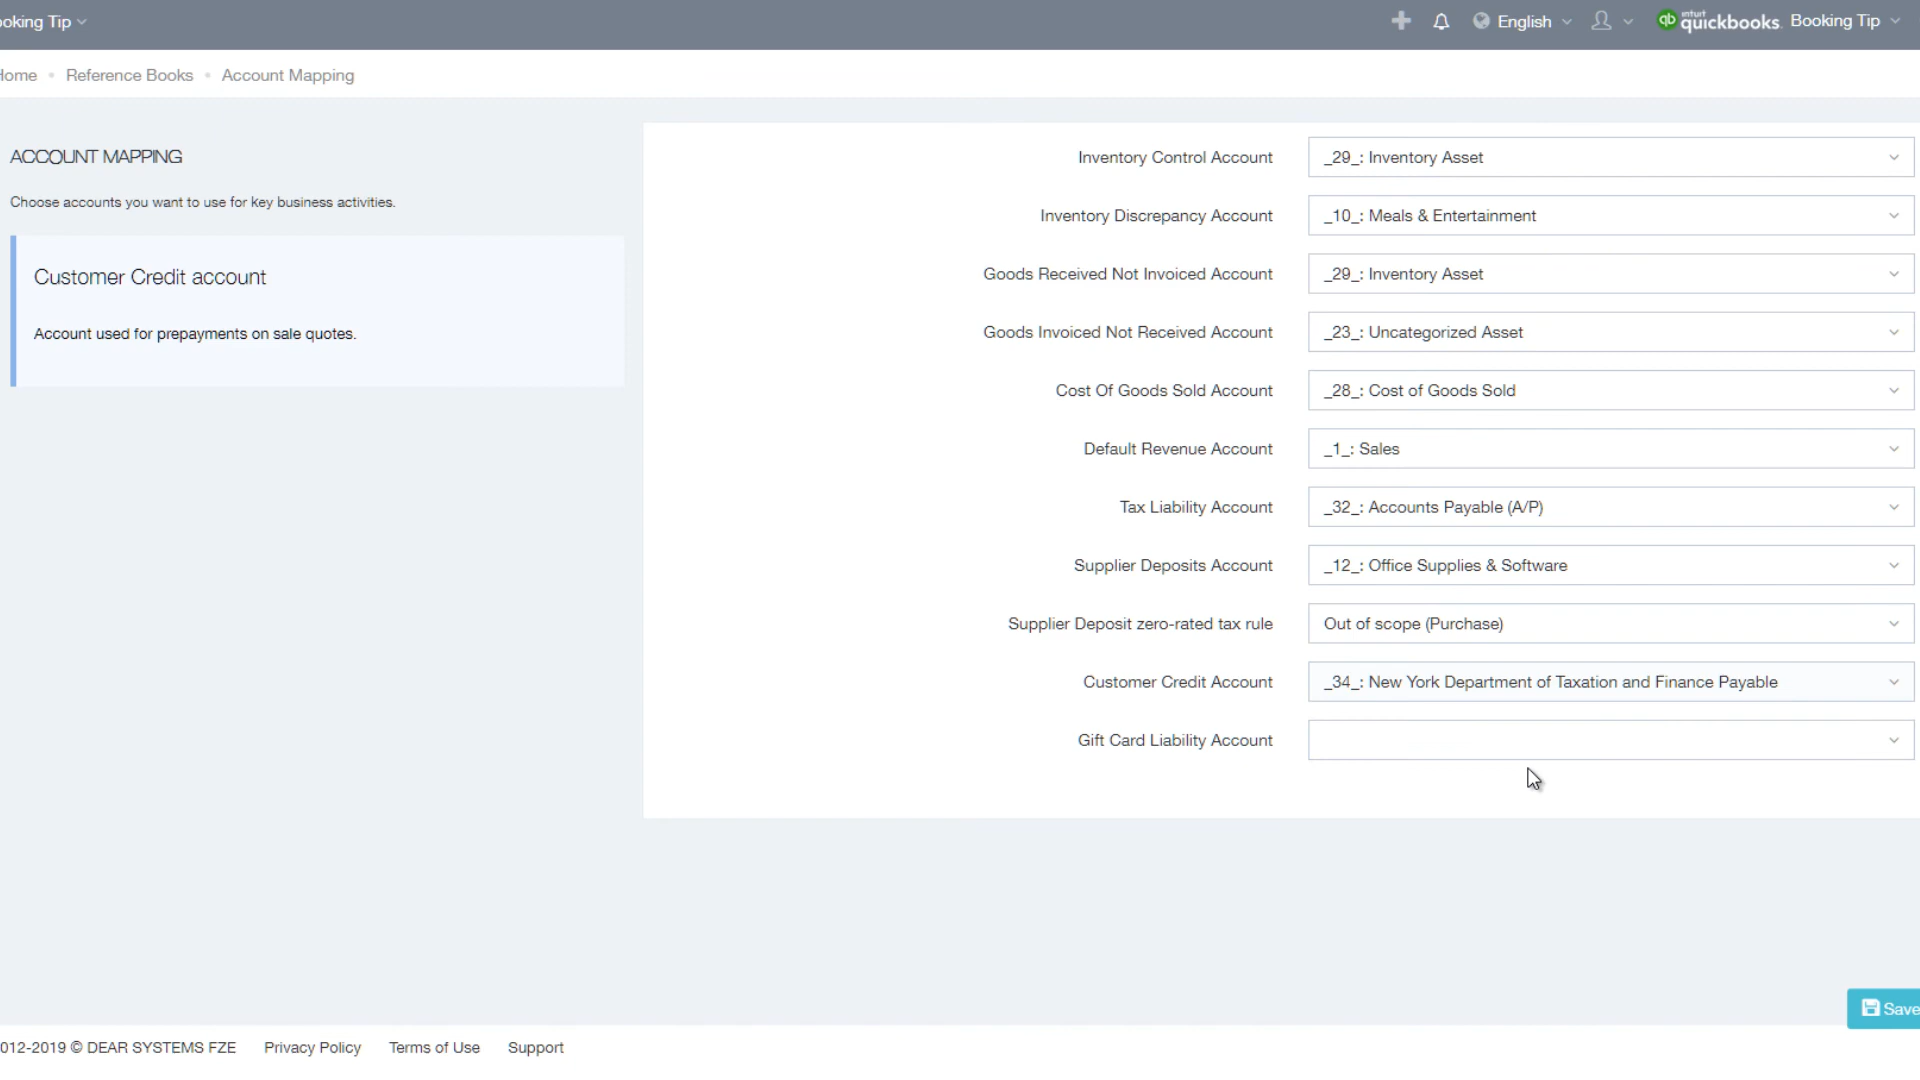 ooking Tip
English
qb intuit quickbooks. Booking Tip
Home • Reference Books • Account Mapping
ACCOUNT MAPPING
Choose accounts you want to use for key business activities.
Customer Credit account
Account used for prepayments on sale quotes.
Inventory Control Account _29_: Inventory Asset
Inventory Discrepancy Account _10_: Meals & Entertainment
Goods Received Not Invoiced Account _29_: Inventory Asset
Goods Invoiced Not Received Account _23_: Uncategorized Asset
Cost Of Goods Sold Account _28_: Cost of Goods Sold
Default Revenue Account _1_: Sales
Tax Liability Account _32_: Accounts Payable (A/P)
Supplier Deposits Account _12_: Office Supplies & Software
Supplier Deposit zero-rated tax rule Out of scope (Purchase)
Customer Credit Account _34_: New York Department of Taxation and Finance Payable
Gift Card Liability Account
Save
012-2019 © DEAR SYSTEMS FZE Privacy Policy Terms of Use Support